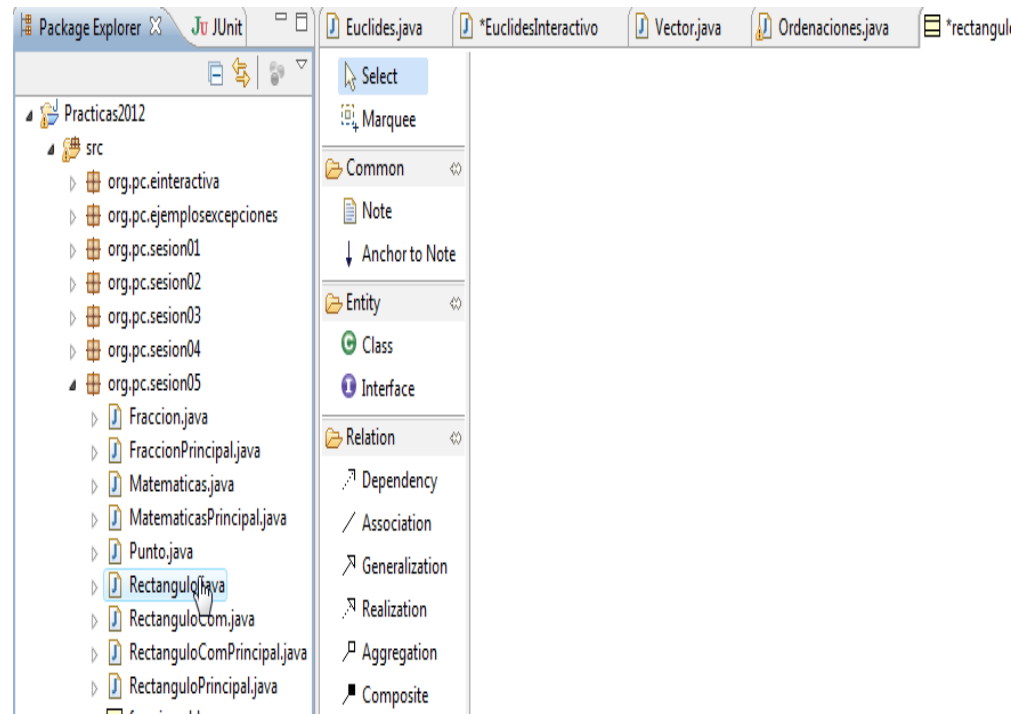 Package Explorer
JUnit
Euclides.java
*EuclidesInteractivo
Vector.java
Ordenaciones.java
Practicas2012
src
org.pc.einteractiva
org.pc.ejemplosexcepciones
org.pc.sesion01
org.pc.sesion02
org.pc.sesion03
org.pc.sesion04
org.pc.sesion05
Fraccion.java
FraccionPrincipal.java
Matematicas.java
MatematicasPrincipal.java
Punto.java
Rectangulo.java
RectanguloCom.java
RectanguloComPrincipal.java
RectanguloPrincipal.java
Select
Marquee
Common
Note
Anchor to Note
Entity
Class
Interface
Relation
Dependency
Association
Generalization
Realization
Aggregation
Composite